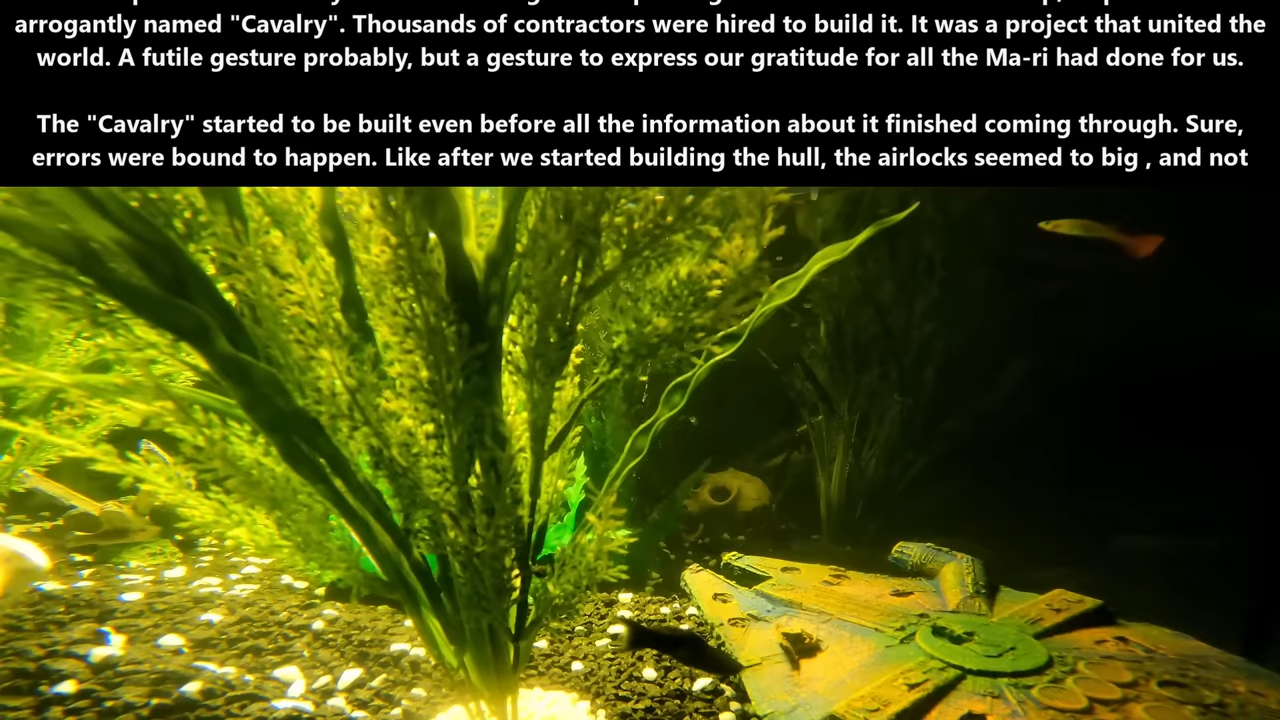 arrogantly named "Cavalry". Thousands of contractors were hired to build it. It was a project that united the
world. A futile gesture probably, but a gesture to express our gratitude for all the Ma-ri had done for us.
The "Cavalry" started to be built even before all the information about it finished coming through. Sure,
errors were bound to happen. Like after we started building the hull, the airlocks seemed to big , and not